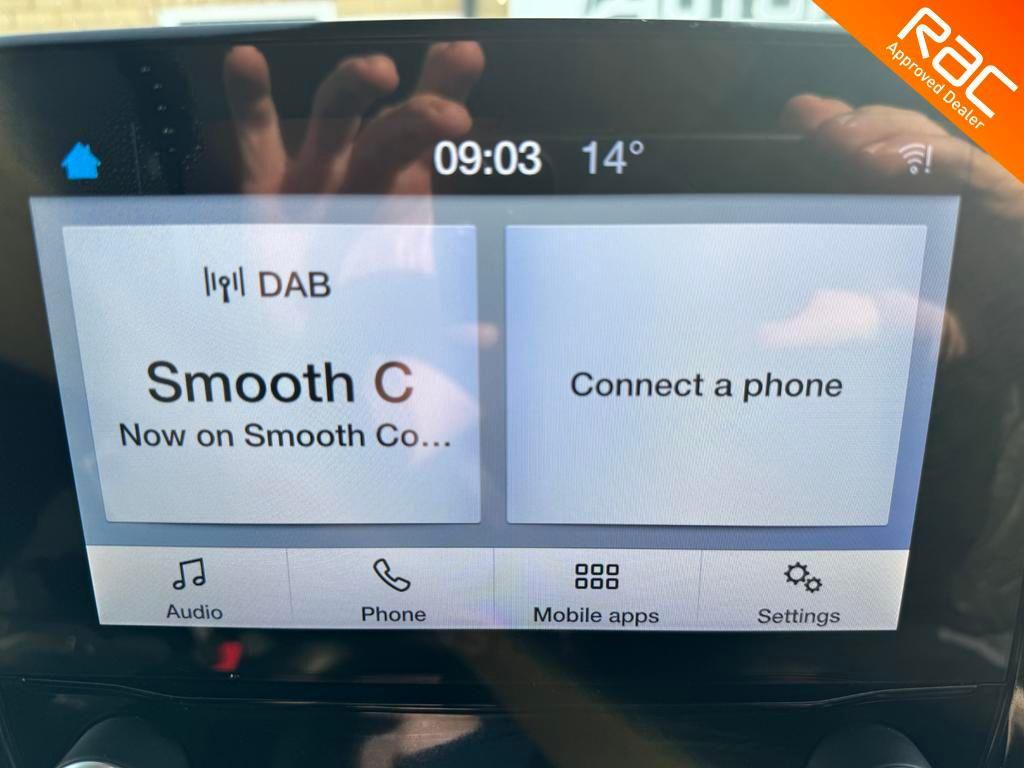 RAC
Approved Dealer
09:03 14°
DAB
Smooth C
Now on Smooth Co...
Connect a phone
Audio
Phone
Mobile apps
Settings